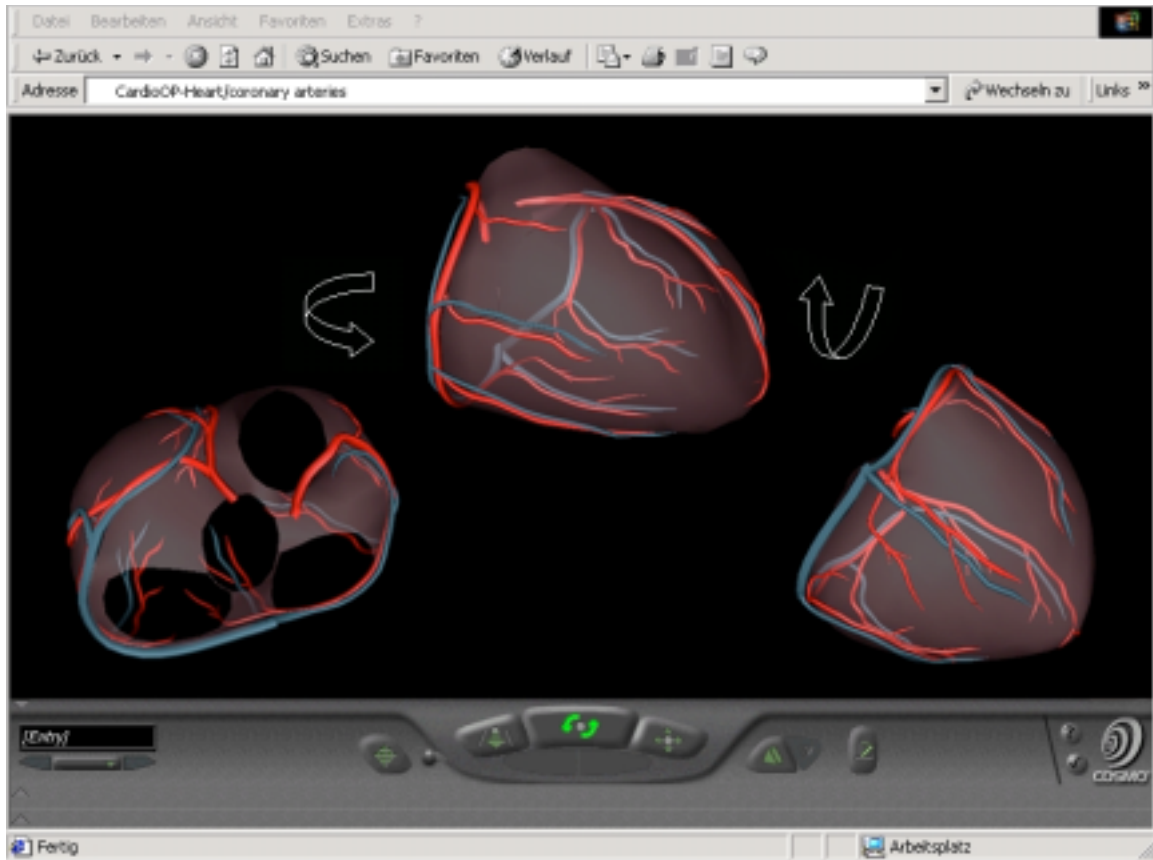 Datei Bearbeiten Ansicht Favoriten Extras ?
Zurück Suchen Favoriten Verlauf
Adresse CardioOP-Heart/coronary arteries Wechseln zu Links »
[Entry]
COSMO
Fertig Arbeitsplatz